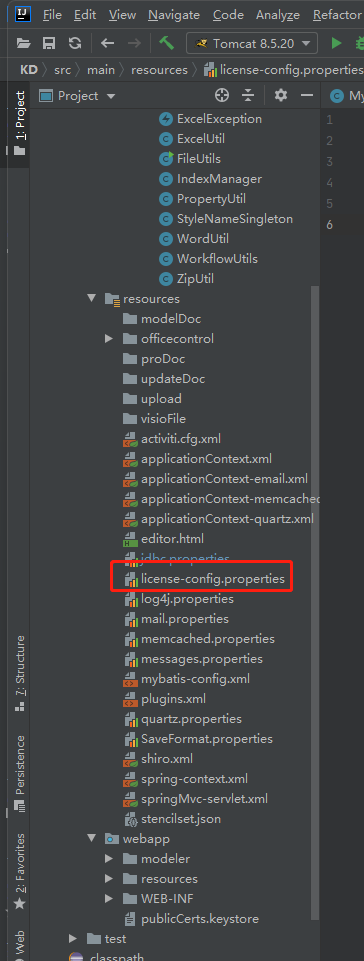 IJ File Edit View Navigate Code Analyze Refactor
Tomcat 8.5.20
KD src main resources license-config.properties
1: Project
Project
My
ExcelException
ExcelUtil
FileUtils
IndexManager
PropertyUtil
StyleNameSingleton
WordUtil
WorkflowUtils
ZipUtil
resources
modelDoc
officecontrol
proDoc
updateDoc
upload
visioFile
activiti.cfg.xml
applicationContext.xml
applicationContext-email.xml
applicationContext-memcached
applicationContext-quartz.xml
editor.html
jdbc.properties
license-config.properties
log4j.properties
mail.properties
memcached.properties
messages.properties
mybatis-config.xml
plugins.xml
quartz.properties
SaveFormat.properties
shiro.xml
spring-context.xml
springMvc-servlet.xml
stencilset.json
webapp
modeler
resources
WEB-INF
publicCerts.keystore
test
classpath
1
2
3
4
5
6
7: Structure
Persistence
2: Favorites
Web